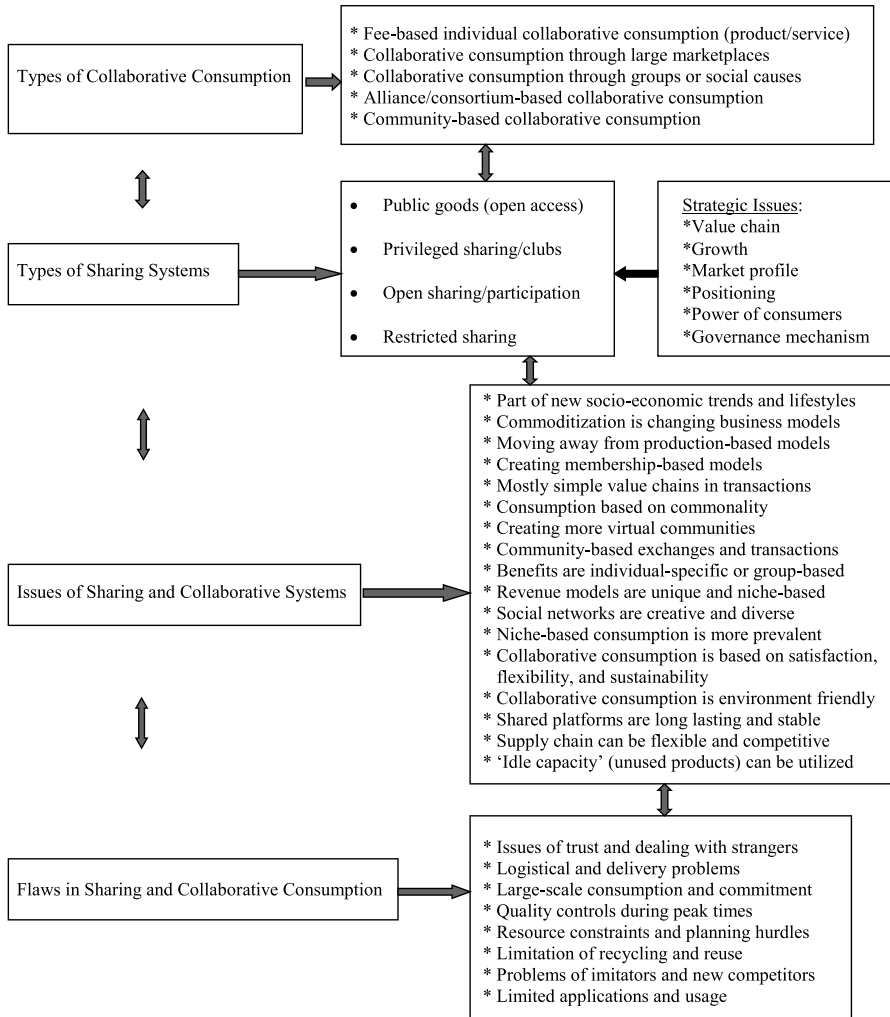 Types of Collaborative Consumption
* Fee-based individual collaborative consumption (product/service)
* Collaborative consumption through large marketplaces
* Collaborative consumption through groups or social causes
* Alliance/consortium-based collaborative consumption
* Community-based collaborative consumption
Types of Sharing Systems
• Public goods (open access)
• Privileged sharing/clubs
• Open sharing/participation
• Restricted sharing
Strategic Issues:
*Value chain
*Growth
*Market profile
*Positioning
*Power of consumers
*Governance mechanism
Issues of Sharing and Collaborative Systems
* Part of new socio-economic trends and lifestyles
* Commoditization is changing business models
* Moving away from production-based models
* Creating membership-based models
* Mostly simple value chains in transactions
* Consumption based on commonality
* Creating more virtual communities
* Community-based exchanges and transactions
* Benefits are individual-specific or group-based
* Revenue models are unique and niche-based
* Social networks are creative and diverse
* Niche-based consumption is more prevalent
* Collaborative consumption is based on satisfaction,
flexibility, and sustainability
* Collaborative consumption is environment friendly
* Shared platforms are long lasting and stable
* Supply chain can be flexible and competitive
* ‘Idle capacity’ (unused products) can be utilized
Flaws in Sharing and Collaborative Consumption
* Issues of trust and dealing with strangers
* Logistical and delivery problems
* Large-scale consumption and commitment
* Quality controls during peak times
* Resource constraints and planning hurdles
* Limitation of recycling and reuse
* Problems of imitators and new competitors
* Limited applications and usage